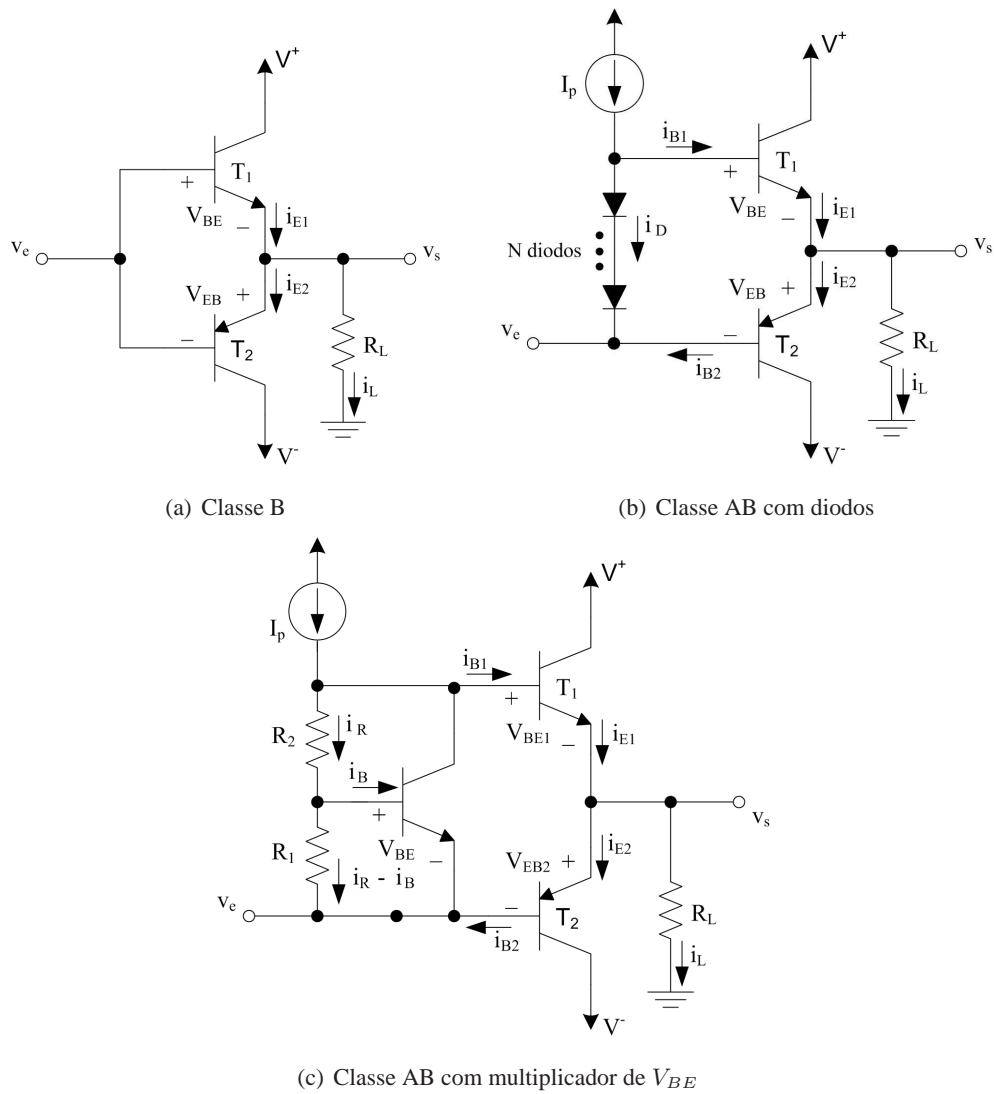 V+
T1
+
VBE
−
iE1
ve
vs
VEB
+
iE2
−
T2
RL
iL
V-
(a) Classe B
Ip
V+
iB1
T1
+
VBE
−
iE1
iD
N diodos
vs
VEB
+
iE2
ve
−
T2
iB2
RL
iL
V-
(b) Classe AB com diodos
Ip
V+
iB1
T1
+
VBE1
−
iE1
R2
iR
iB
+
VBE
−
vs
R1
iR - iB
VEB2
+
iE2
ve
−
T2
iB2
RL
iL
V-
(c) Classe AB com multiplicador de VBE